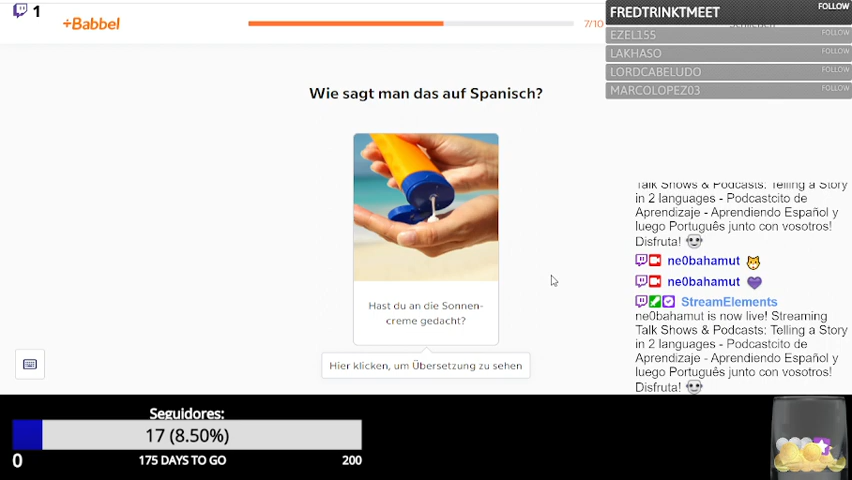 1
+Babbel
7/10
FREDTRINKTMEET
FOLLOW
EZEL155
FOLLOW
LAKHASO
FOLLOW
LORDCABELUDO
FOLLOW
MARCOLOPEZ03
FOLLOW
Wie sagt man das auf Spanisch?
Hast du an die Sonnen-
creme gedacht?
Hier klicken, um Übersetzung zu sehen
Talk Shows & Podcasts: Telling a Story
in 2 languages - Podcastcito de
Aprendizaje - Aprendiendo Español y
luego Português junto con vosotros!
Disfruta!
ne0bahamut
ne0bahamut
StreamElements
ne0bahamut is now live! Streaming
Talk Shows & Podcasts: Telling a Story
in 2 languages - Podcastcito de
Aprendizaje - Aprendiendo Español y
luego Português junto con vosotros!
Disfruta!
Seguidores:
17 (8.50%)
0
175 DAYS TO GO
200